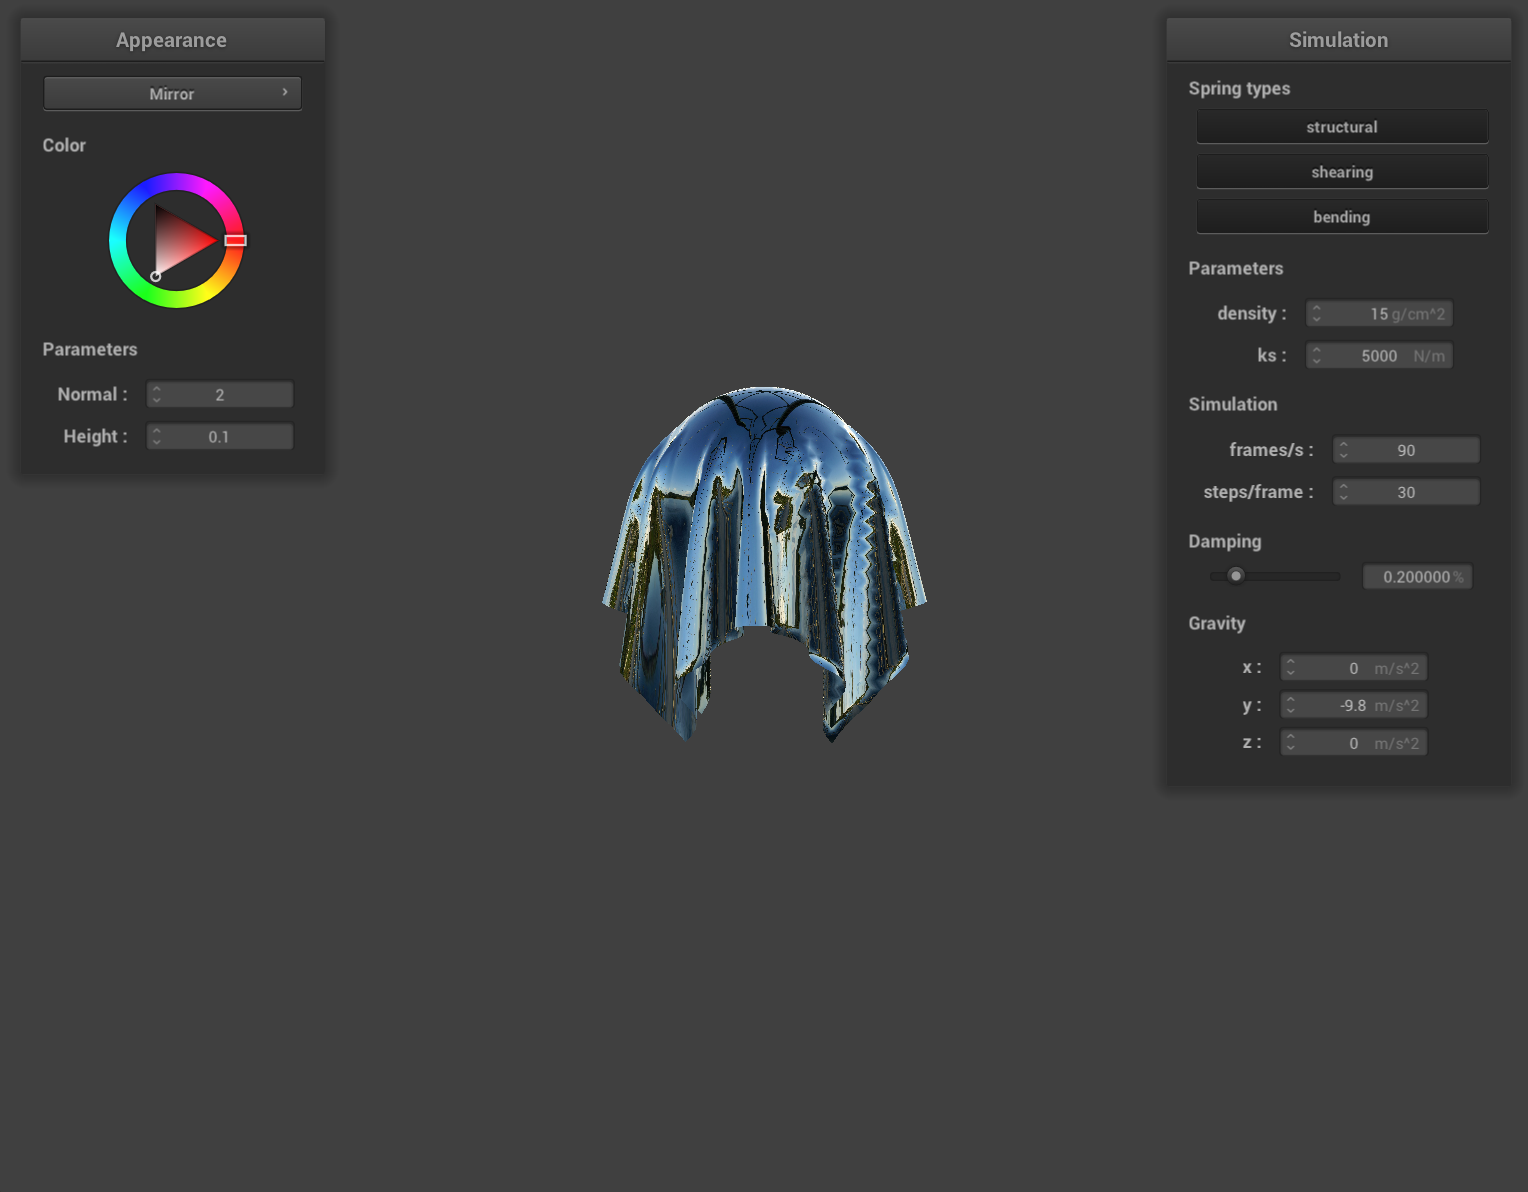 Appearance
Mirror
Color
Parameters
Normal : 2
Height : 0.1
Simulation
Spring types
structural
shearing
bending
Parameters
density : 15 g/cm^2
ks : 5000 N/m
Simulation
frames/s : 90
steps/frame : 30
Damping
0.200000 %
Gravity
x : 0 m/s^2
y : -9.8 m/s^2
z : 0 m/s^2